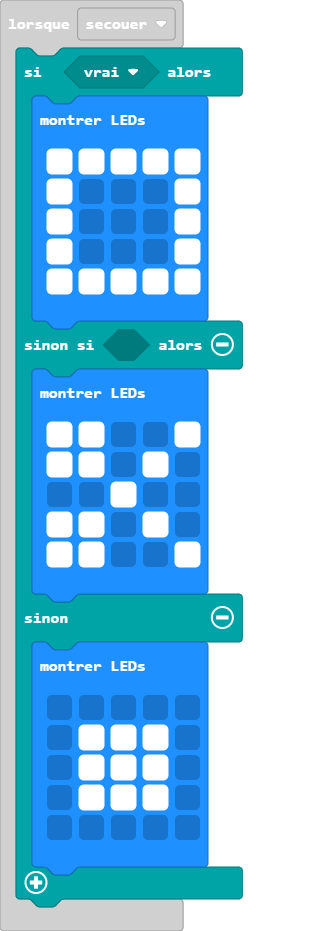 lorsque secouer
si vrai alors
montrer LEDs
sinon si alors
montrer LEDs
sinon
montrer LEDs